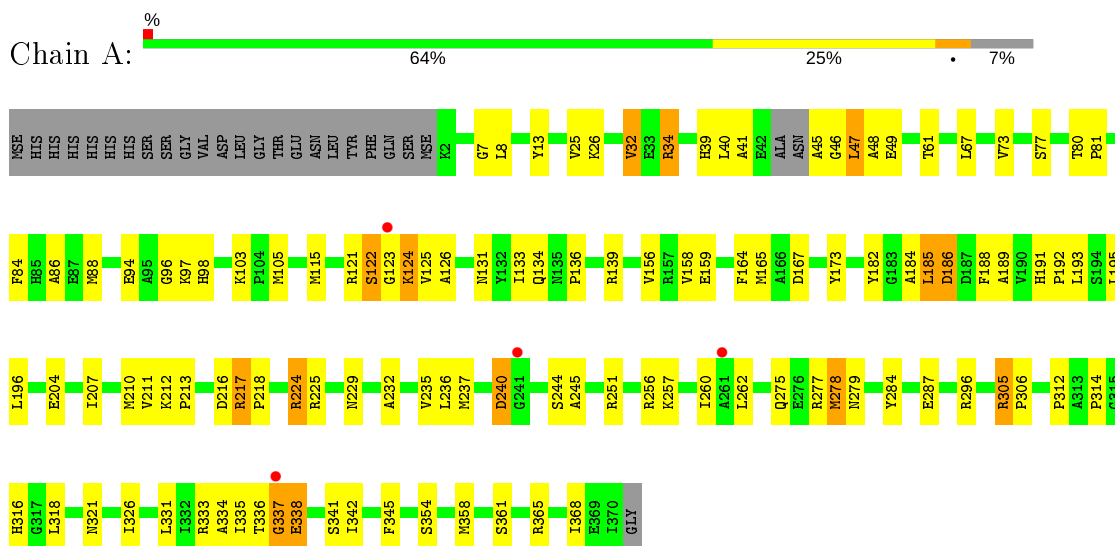 %
Chain A:
64% 25% • 7%
MSE HIS HIS HIS HIS HIS HIS SER SER GLY VAL ASP LEU GLY THR GLU ASN LEU TYR PHE GLN SER MSE K2 G7 L8 Y13 V25 K26 V32 E33 R34 H39 L40 A41 E42 ALA ASN A45 G46 L47 A48 E49 T61 L67 V73 S77 T80 P81
F84 H85 A86 E87 M88 E94 A95 G96 K97 H98 K103 P104 M105 M115 R121 S122 G123 K124 V125 A126 N131 Y132 I133 Q134 N135 P136 R139 V156 R157 V158 E159 F164 M165 A166 D167 Y173 Y182 G183 A184 L185 D186 D187 F188 A189 V190 H191 P192 L193 S194 L195
L196 E204 I207 M210 V211 K212 P213 D216 R217 P218 R224 R225 N229 A232 V235 L236 M237 D240 G241 S244 A245 R251 R256 K257 I260 A261 L262 Q275 E276 R277 M278 N279 Y284 E287 R296 R305 P306 P312 A313 P314 G315
H316 G317 L318 N321 I326 L331 I332 R333 A334 I335 T336 G337 E338 S341 I342 F345 S354 M358 S361 R365 I368 E369 I370 GLY